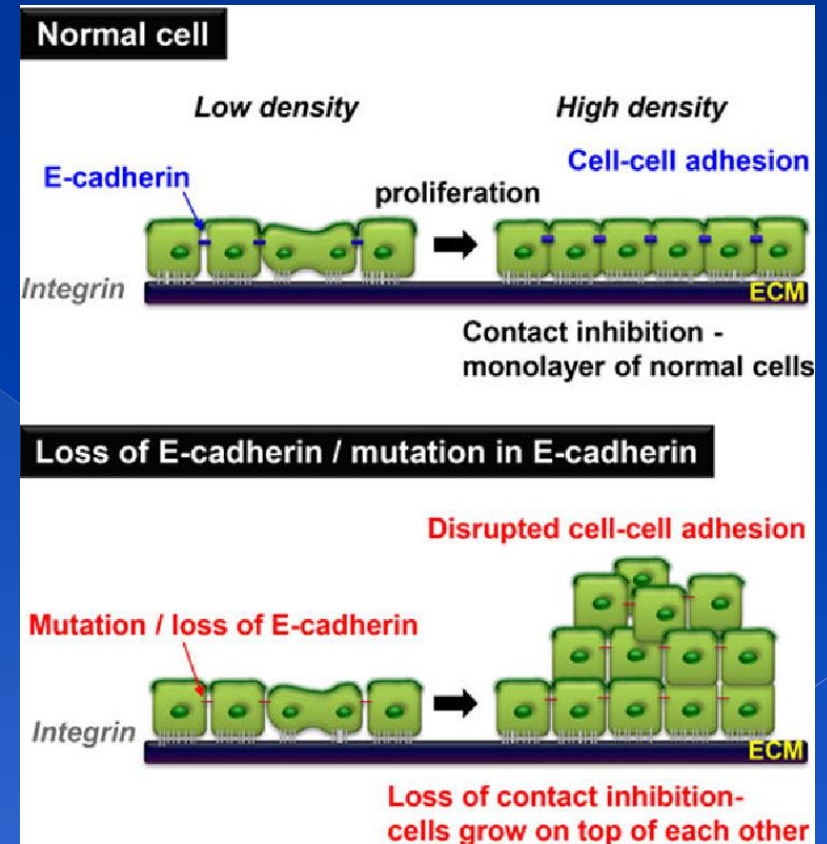 Normal cell
Low density
High density
E-cadherin
Cell-cell adhesion
proliferation
Integrin
ECM
Contact inhibition -
monolayer of normal cells
Loss of E-cadherin / mutation in E-cadherin
Disrupted cell-cell adhesion
Mutation / loss of E-cadherin
Integrin
ECM
Loss of contact inhibition-
cells grow on top of each other